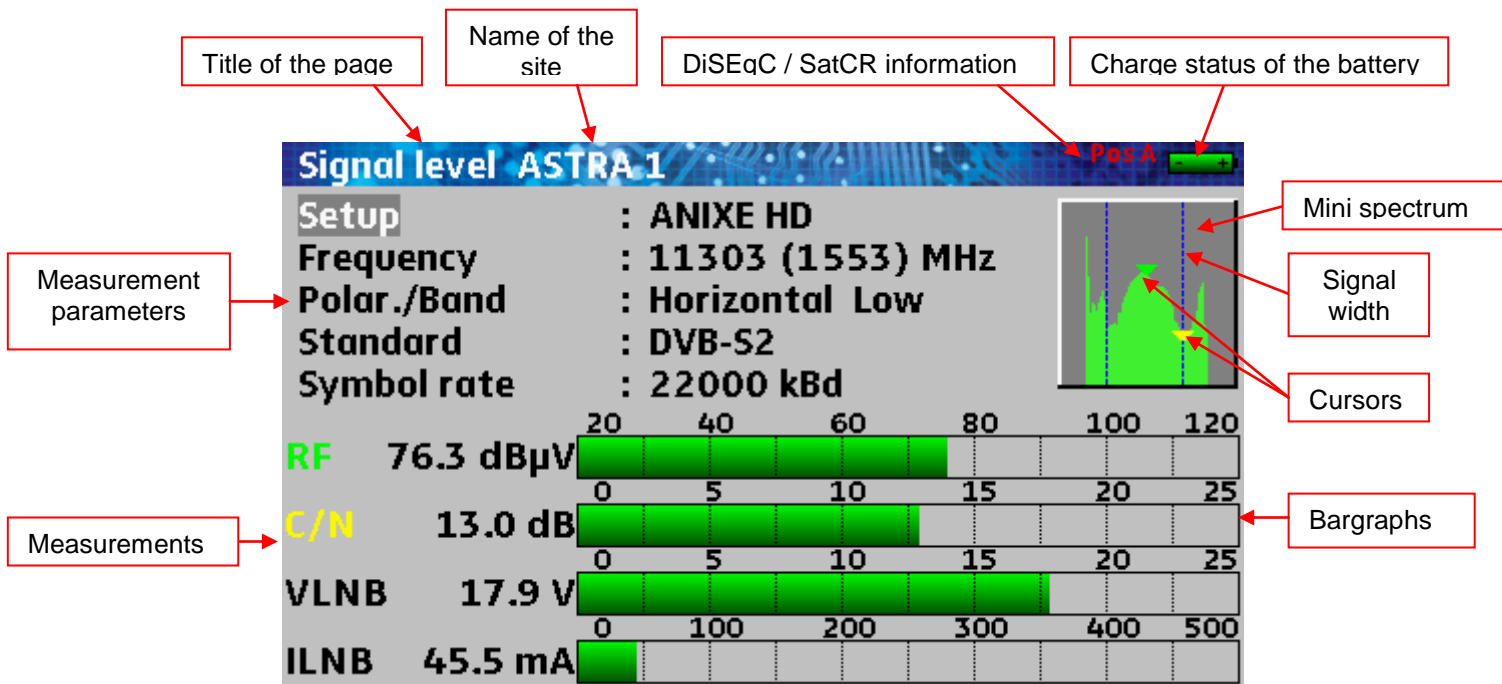 Title of the page
Name of the
site
DiSEqC / SatCR information
Charge status of the battery
Signal level ASTRA 1
Pos A
- +
Setup : ANIXE HD
Frequency : 11303 (1553) MHz
Polar./Band : Horizontal Low
Standard : DVB-S2
Symbol rate : 22000 kBd
Measurement
parameters
Mini spectrum
Signal
width
Cursors
20 40 60 80 100 120
RF 76.3 dBµV
0 5 10 15 20 25
C/N 13.0 dB
0 5 10 15 20 25
VLNB 17.9 V
0 100 200 300 400 500
ILNB 45.5 mA
Measurements
Bargraphs